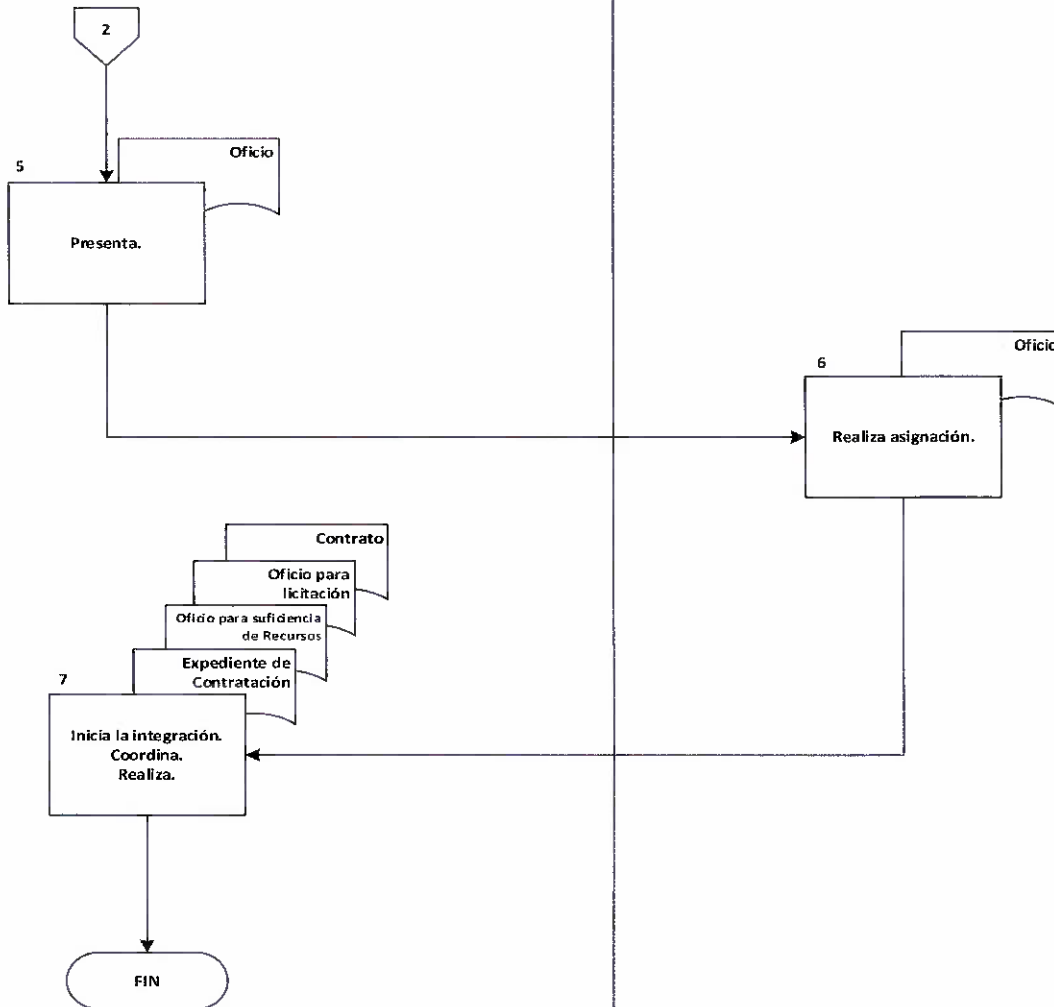 2
Oficio
5
Presenta.
Oficio
6
Realiza asignación.
Contrato
Oficio para
licitación
Oficio para suficiencia
de Recursos
Expediente de
Contratación
7
Inicia la integración.
Coordina.
Realiza.
FIN